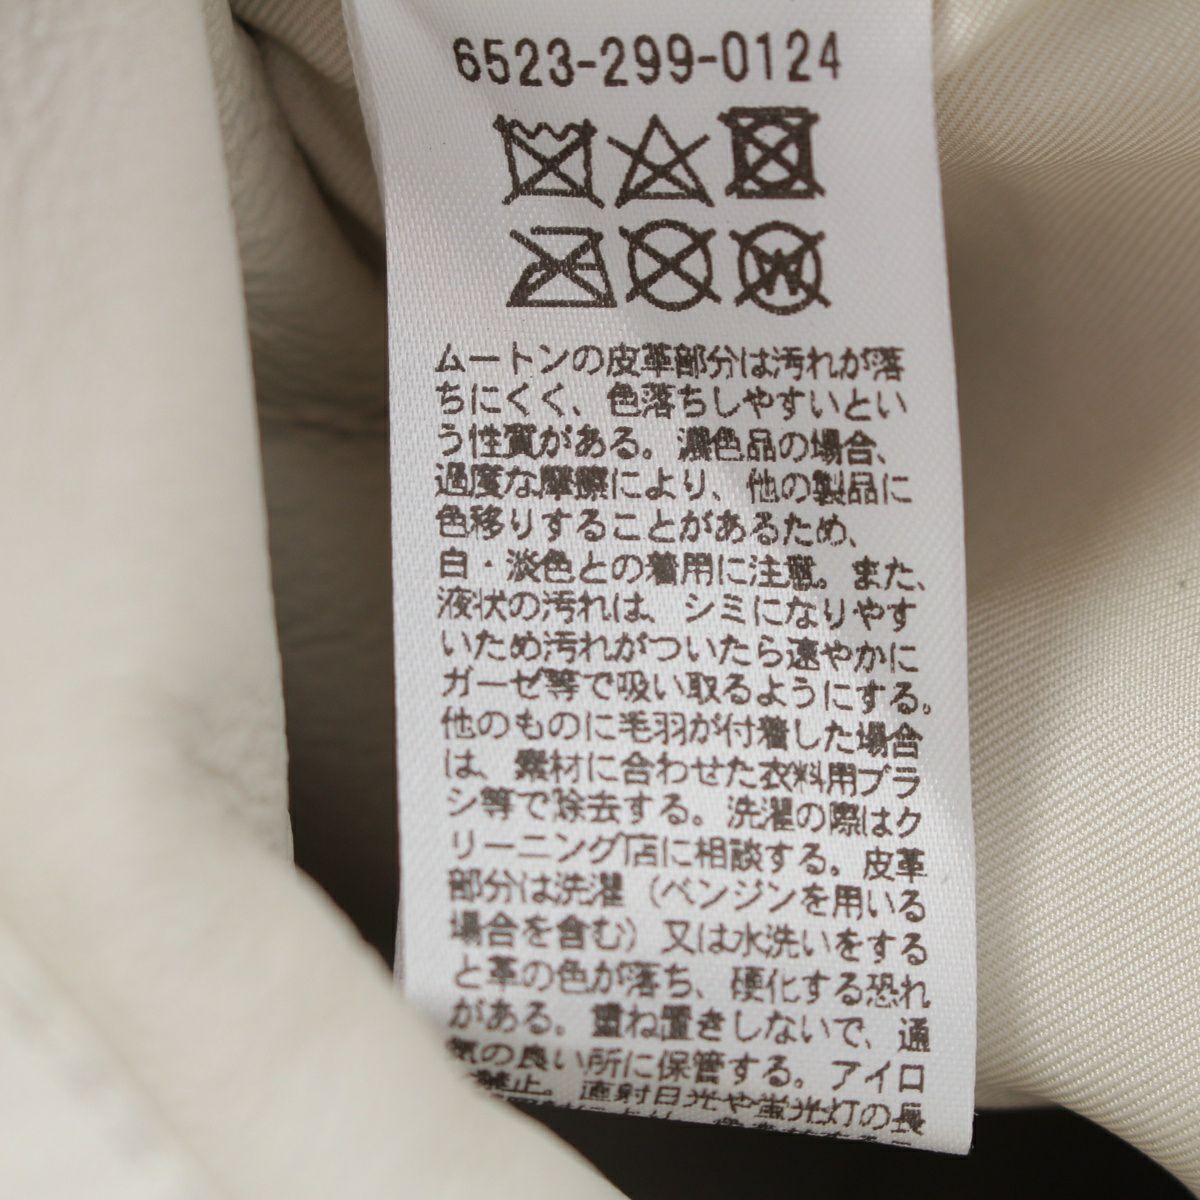 6523-299-0124
ムートンの皮革部分は汚れが落
ちにくく、色落ちしやすいとい
う性質がある。濃色品の場合、
過度な摩擦により、他の製品に
色移りすることがあるため、
白・淡色との着用に注意。また、
液状の汚れは、シミになりやす
いため汚れがついたら速やかに
ガーゼ等で吸い取るようにする。
他のものに毛羽が付着した場合
は、素材に合わせた衣料用ブラ
シ等で除去する。洗濯の際はク
リーニング店に相談する。皮革
部分は洗濯（ベンジンを用いる
場合を含む）又は水洗いをする
と革の色が落ち、硬化する恐れ
がある。重ね置きしないで、通
気の良い所に保管する。アイロ
禁止。直射日光や蛍光灯の長